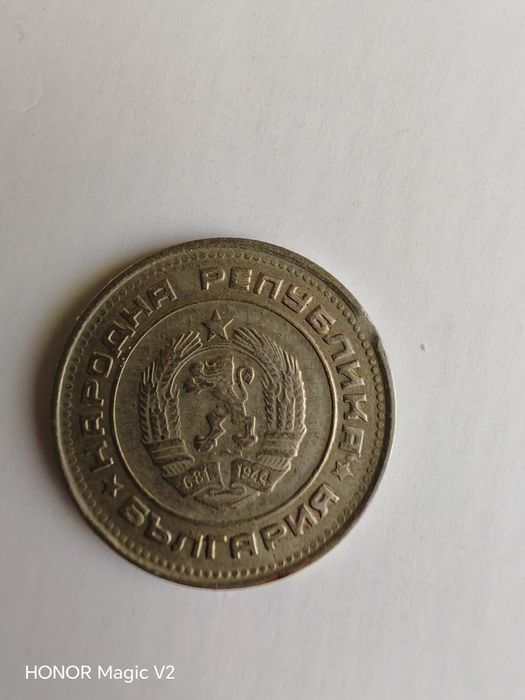 НАРОДНА РЕПУБЛИКА
БЪЛГАРИЯ
681 1944
HONOR Magic V2